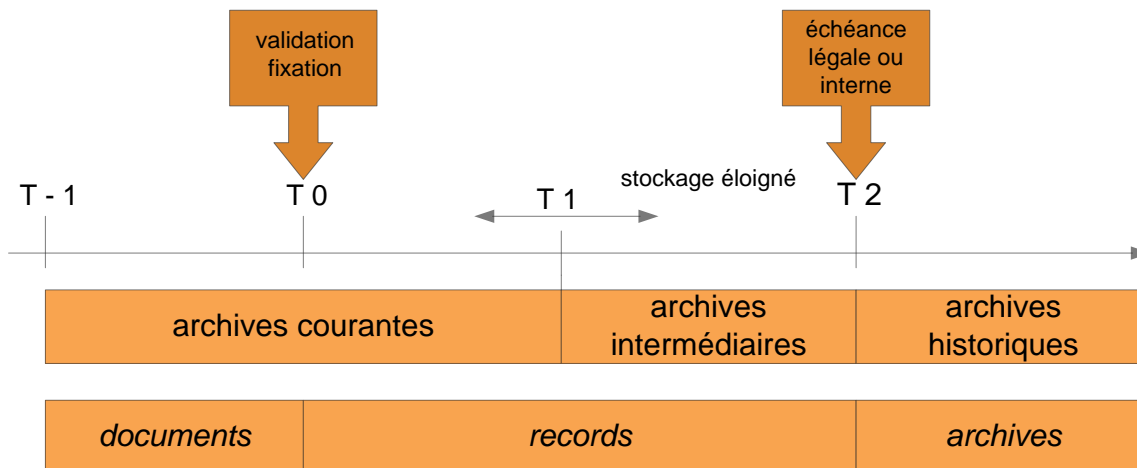 validation
fixation
échéance
légale ou
interne
T - 1
T 0
T 1
stockage éloigné
T 2
archives courantes
archives
intermédiaires
archives
historiques
documents
records
archives